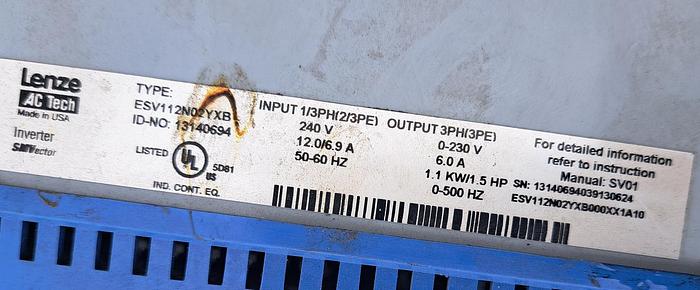 Lenze
AC Tech
Made in USA
Inverter
SMVector
TYPE:
ESV112N02YXB
ID-NO: 13140694
LISTED UL US 5D81
IND. CONT. EQ.
INPUT 1/3PH(2/3PE)
240 V
12.0/6.9 A
50-60 HZ
OUTPUT 3PH(3PE)
0-230 V
6.0 A
1.1 KW/1.5 HP
0-500 HZ
For detailed information
refer to instruction
Manual: SV01
SN: 13140694039130624
ESV112N02YXB000XX1A10